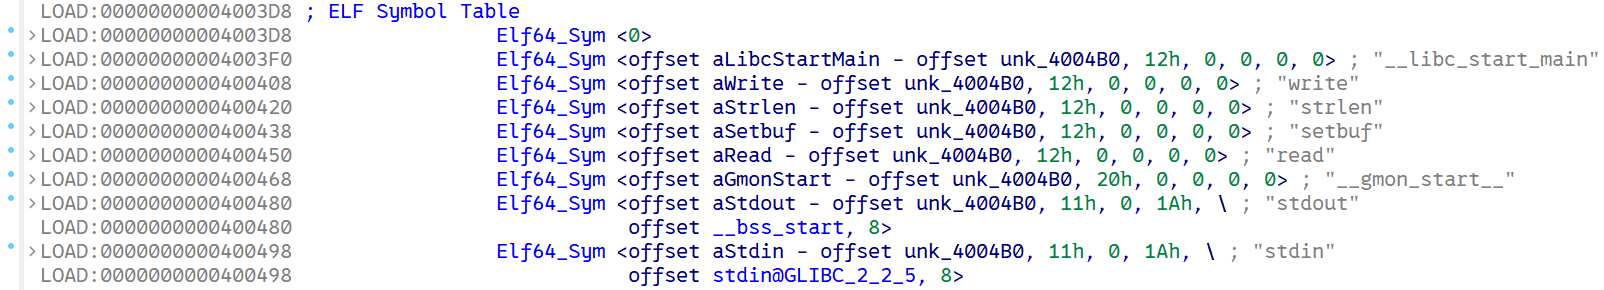 LOAD:00000000004003D8 ; ELF Symbol Table
LOAD:00000000004003D8 Elf64_Sym <0>
LOAD:00000000004003F0 Elf64_Sym <offset aLibcStartMain - offset unk_4004B0, 12h, 0, 0, 0, 0> ; "__libc_start_main"
LOAD:0000000000400408 Elf64_Sym <offset aWrite - offset unk_4004B0, 12h, 0, 0, 0, 0> ; "write"
LOAD:0000000000400420 Elf64_Sym <offset aStrlen - offset unk_4004B0, 12h, 0, 0, 0, 0> ; "strlen"
LOAD:0000000000400438 Elf64_Sym <offset aSetbuf - offset unk_4004B0, 12h, 0, 0, 0, 0> ; "setbuf"
LOAD:0000000000400450 Elf64_Sym <offset aRead - offset unk_4004B0, 12h, 0, 0, 0, 0> ; "read"
LOAD:0000000000400468 Elf64_Sym <offset aGmonStart - offset unk_4004B0, 20h, 0, 0, 0, 0> ; "__gmon_start__"
LOAD:0000000000400480 Elf64_Sym <offset aStdout - offset unk_4004B0, 11h, 0, 1Ah, \ ; "stdout"
LOAD:0000000000400480 offset __bss_start, 8>
LOAD:0000000000400498 Elf64_Sym <offset aStdin - offset unk_4004B0, 11h, 0, 1Ah, \ ; "stdin"
LOAD:0000000000400498 offset stdin@GLIBC_2_2_5, 8>